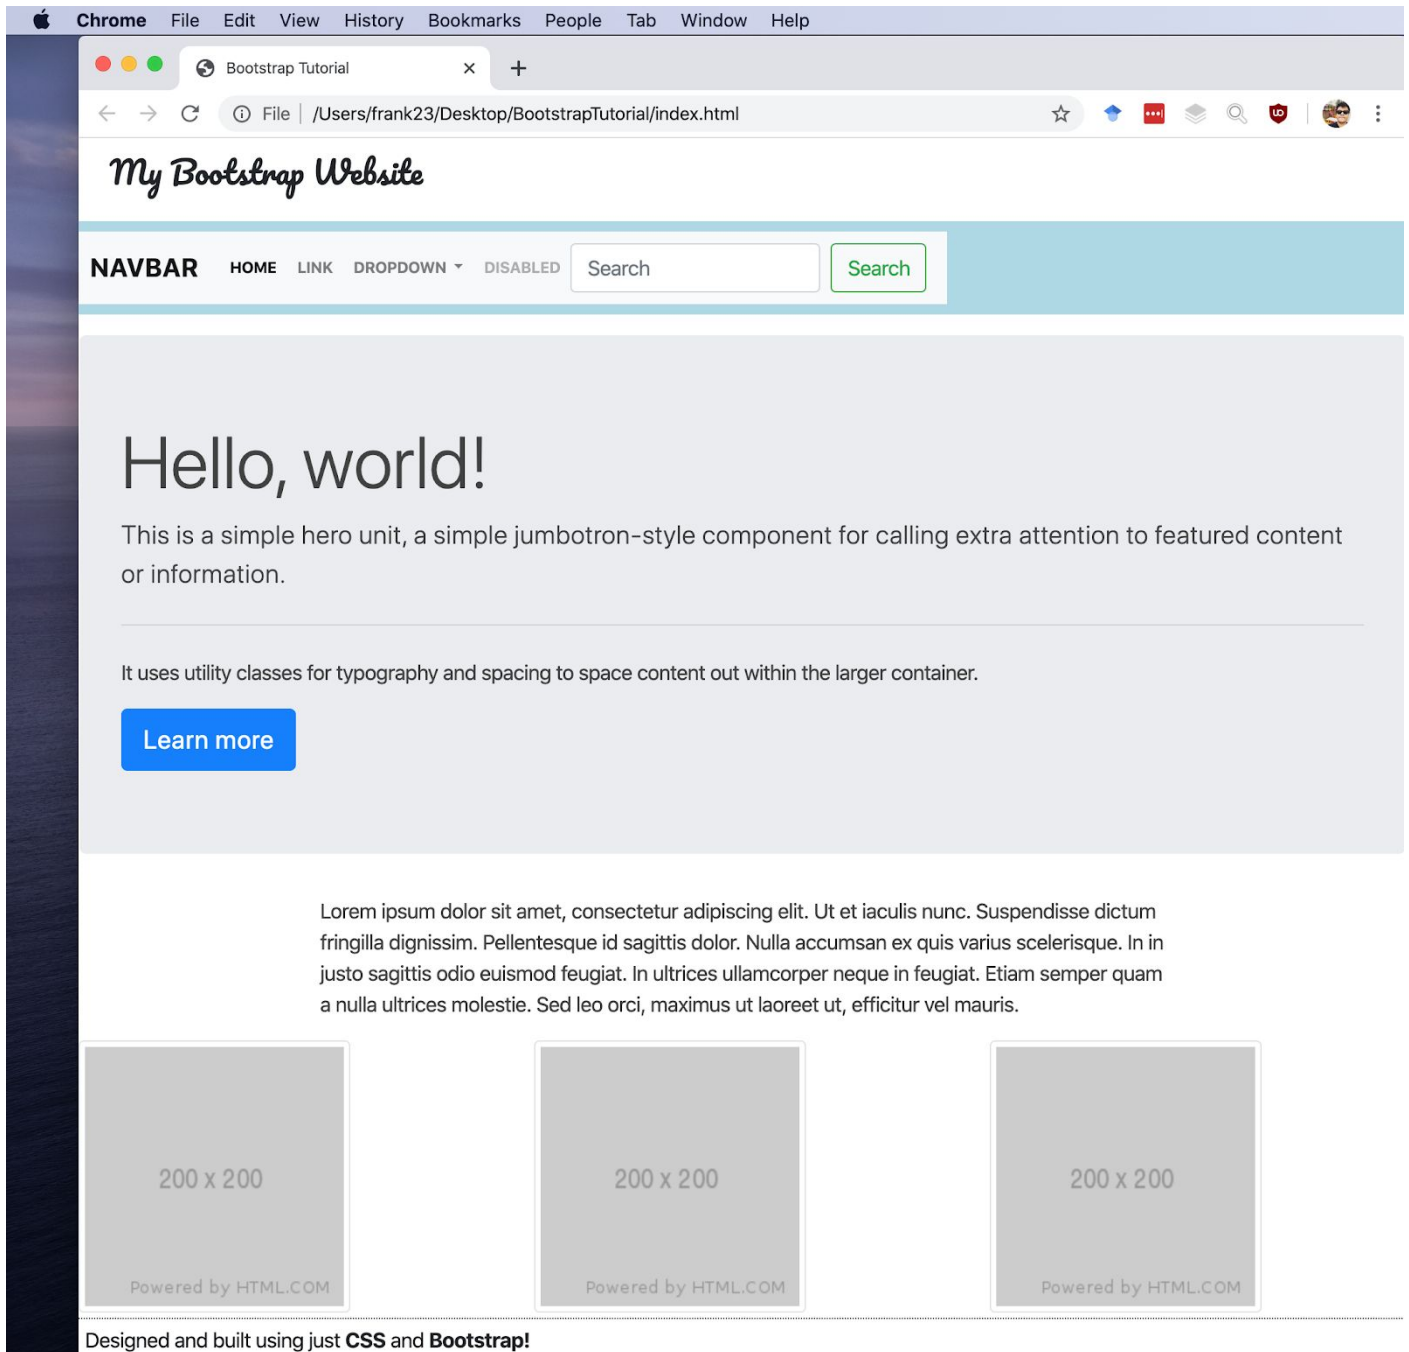 Chrome File Edit View History Bookmarks People Tab Window Help
Bootstrap Tutorial
File | /Users/frank23/Desktop/BootstrapTutorial/index.html
My Bootstrap Website
NAVBAR HOME LINK DROPDOWN DISABLED Search Search
Hello, world!
This is a simple hero unit, a simple jumbotron-style component for calling extra attention to featured content
or information.
It uses utility classes for typography and spacing to space content out within the larger container.
Learn more
Lorem ipsum dolor sit amet, consectetur adipiscing elit. Ut et iaculis nunc. Suspendisse dictum
fringilla dignissim. Pellentesque id sagittis dolor. Nulla accumsan ex quis varius scelerisque. In in
justo sagittis odio euismod feugiat. In ultrices ullamcorper neque in feugiat. Etiam semper quam
a nulla ultrices molestie. Sed leo orci, maximus ut laoreet ut, efficitur vel mauris.
200 x 200 200 x 200 200 x 200
Powered by HTML.COM Powered by HTML.COM Powered by HTML.COM
Designed and built using just CSS and Bootstrap!